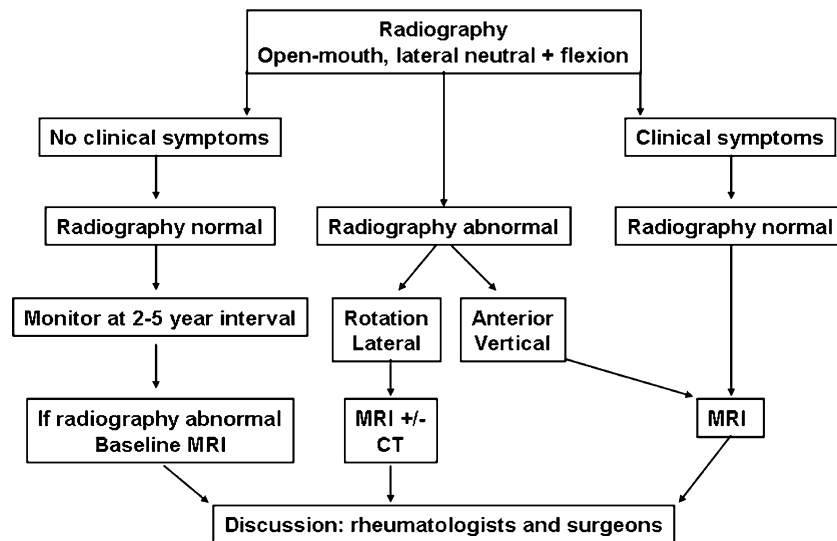 Radiography
Open-mouth, lateral neutral + flexion
No clinical symptoms
Clinical symptoms
Radiography normal
Radiography abnormal
Radiography normal
Monitor at 2-5 year interval
Rotation
Lateral
Anterior
Vertical
If radiography abnormal
Baseline MRI
MRI +/-
CT
MRI
Discussion: rheumatologists and surgeons